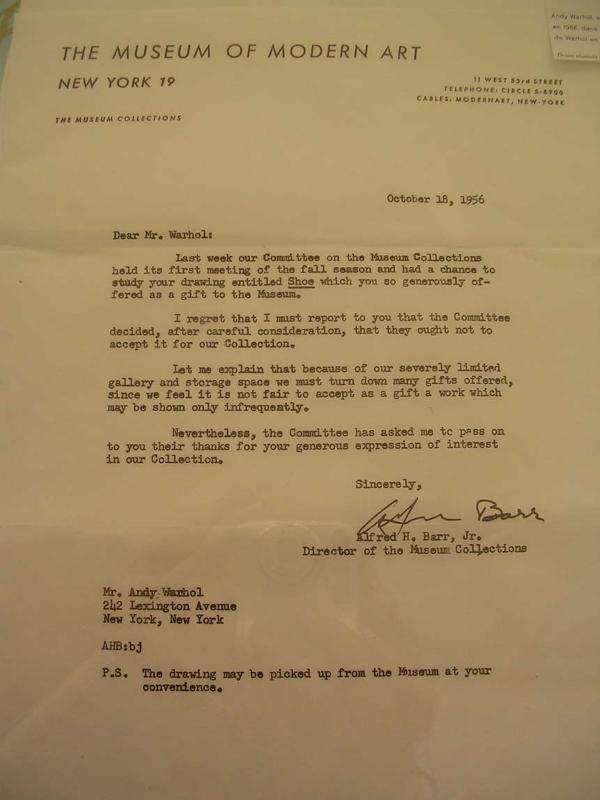 Andy Warhol, e
en 1956, dans
de Warhol en
THE MUSEUM OF MODERN ART
NEW YORK 19
11 WEST 53rd STREET
TELEPHONE: CIRCLE 5-8900
CABLES: MODERNART, NEW-YORK
THE MUSEUM COLLECTIONS
October 18, 1956
Dear Mr. Warhol:
Last week our Committee on the Museum Collections
held its first meeting of the fall season and had a chance to
study your drawing entitled Shoe which you so generously of-
fered as a gift to the Museum.
I regret that I must report to you that the Committee
decided, after careful consideration, that they ought not to
accept it for our Collection.
Let me explain that because of our severely limited
gallery and storage space we must turn down many gifts offered,
since we feel it is not fair to accept as a gift a work which
may be shown only infrequently.
Nevertheless, the Committee has asked me to pass on
to you their thanks for your generous expression of interest
in our Collection.
Sincerely,
Alfred H. Barr, Jr.
Director of the Museum Collections
Mr. Andy Warhol
242 Lexington Avenue
New York, New York
AHB:bj
P.S. The drawing may be picked up from the Museum at your
convenience.